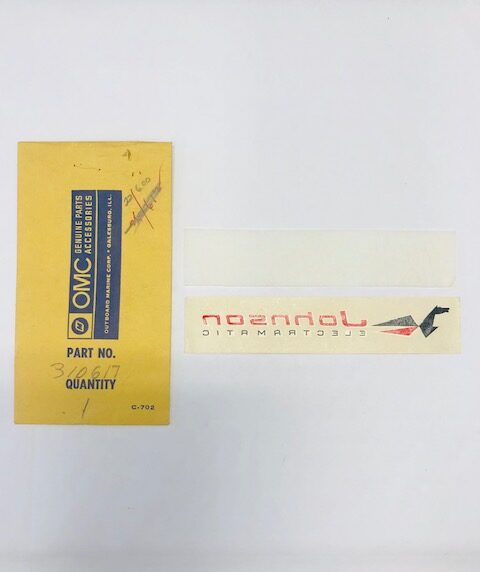 OMC
GENUINE PARTS
ACCESSORIES
OUTBOARD MARINE CORP. • GALESBURG, ILL.
PART NO.
310617
QUANTITY
1
C-702
Johnson
ELECTRAMATIC